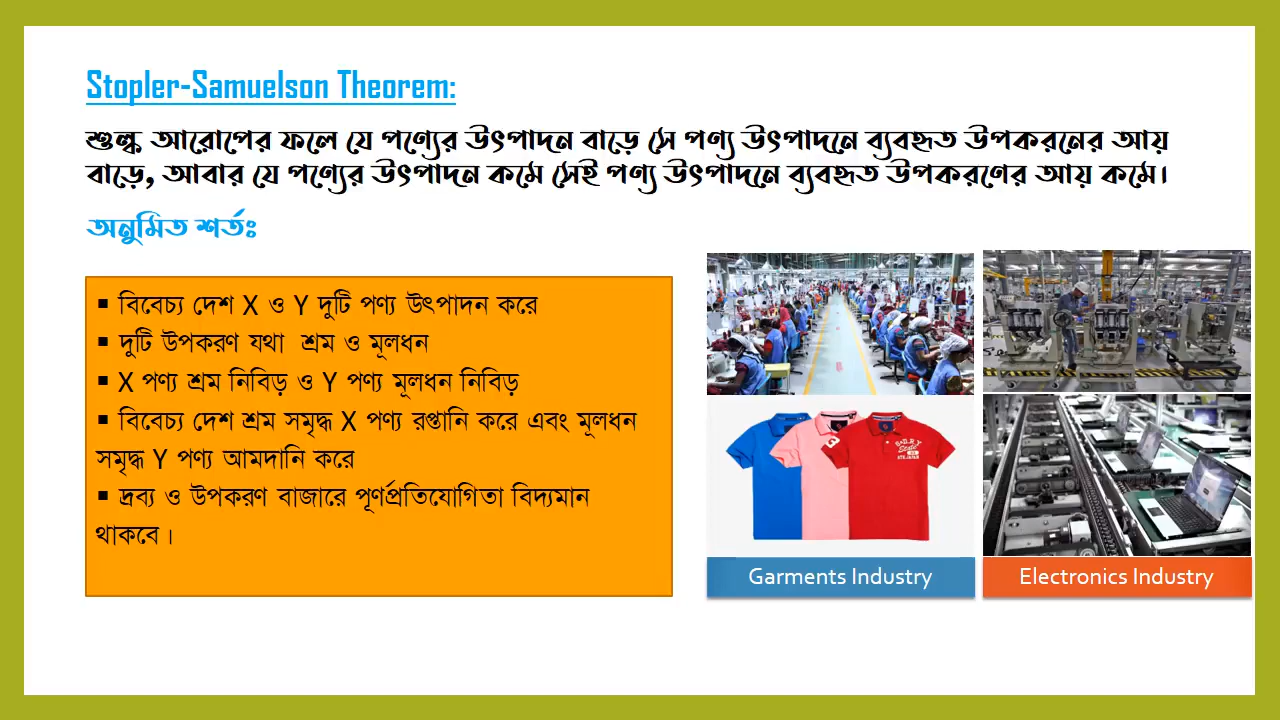 Stopler-Samuelson Theorem:
শুল্ক আরোপের ফলে যে পণ্যের উৎপাদন বাড়ে সে পণ্য উৎপাদনে ব্যবহৃত উপকরনের আয়
বাড়ে, আবার যে পণ্যের উৎপাদন কমে সেই পণ্য উৎপাদনে ব্যবহৃত উপকরণের আয় কমে।
অনুমিত শর্তঃ
▪ বিবেচ্য দেশ X ও Y দুটি পণ্য উৎপাদন করে
▪ দুটি উপকরণ যথা শ্রম ও মূলধন
▪ X পণ্য শ্রম নিবিড় ও Y পণ্য মূলধন নিবিড়
▪ বিবেচ্য দেশ শ্রম সমৃদ্ধ X পণ্য রপ্তানি করে এবং মূলধন
সমৃদ্ধ Y পণ্য আমদানি করে
▪ দ্রব্য ও উপকরণ বাজারে পূর্ণপ্রতিযোগিতা বিদ্যমান
থাকবে।
Garments Industry
Electronics Industry